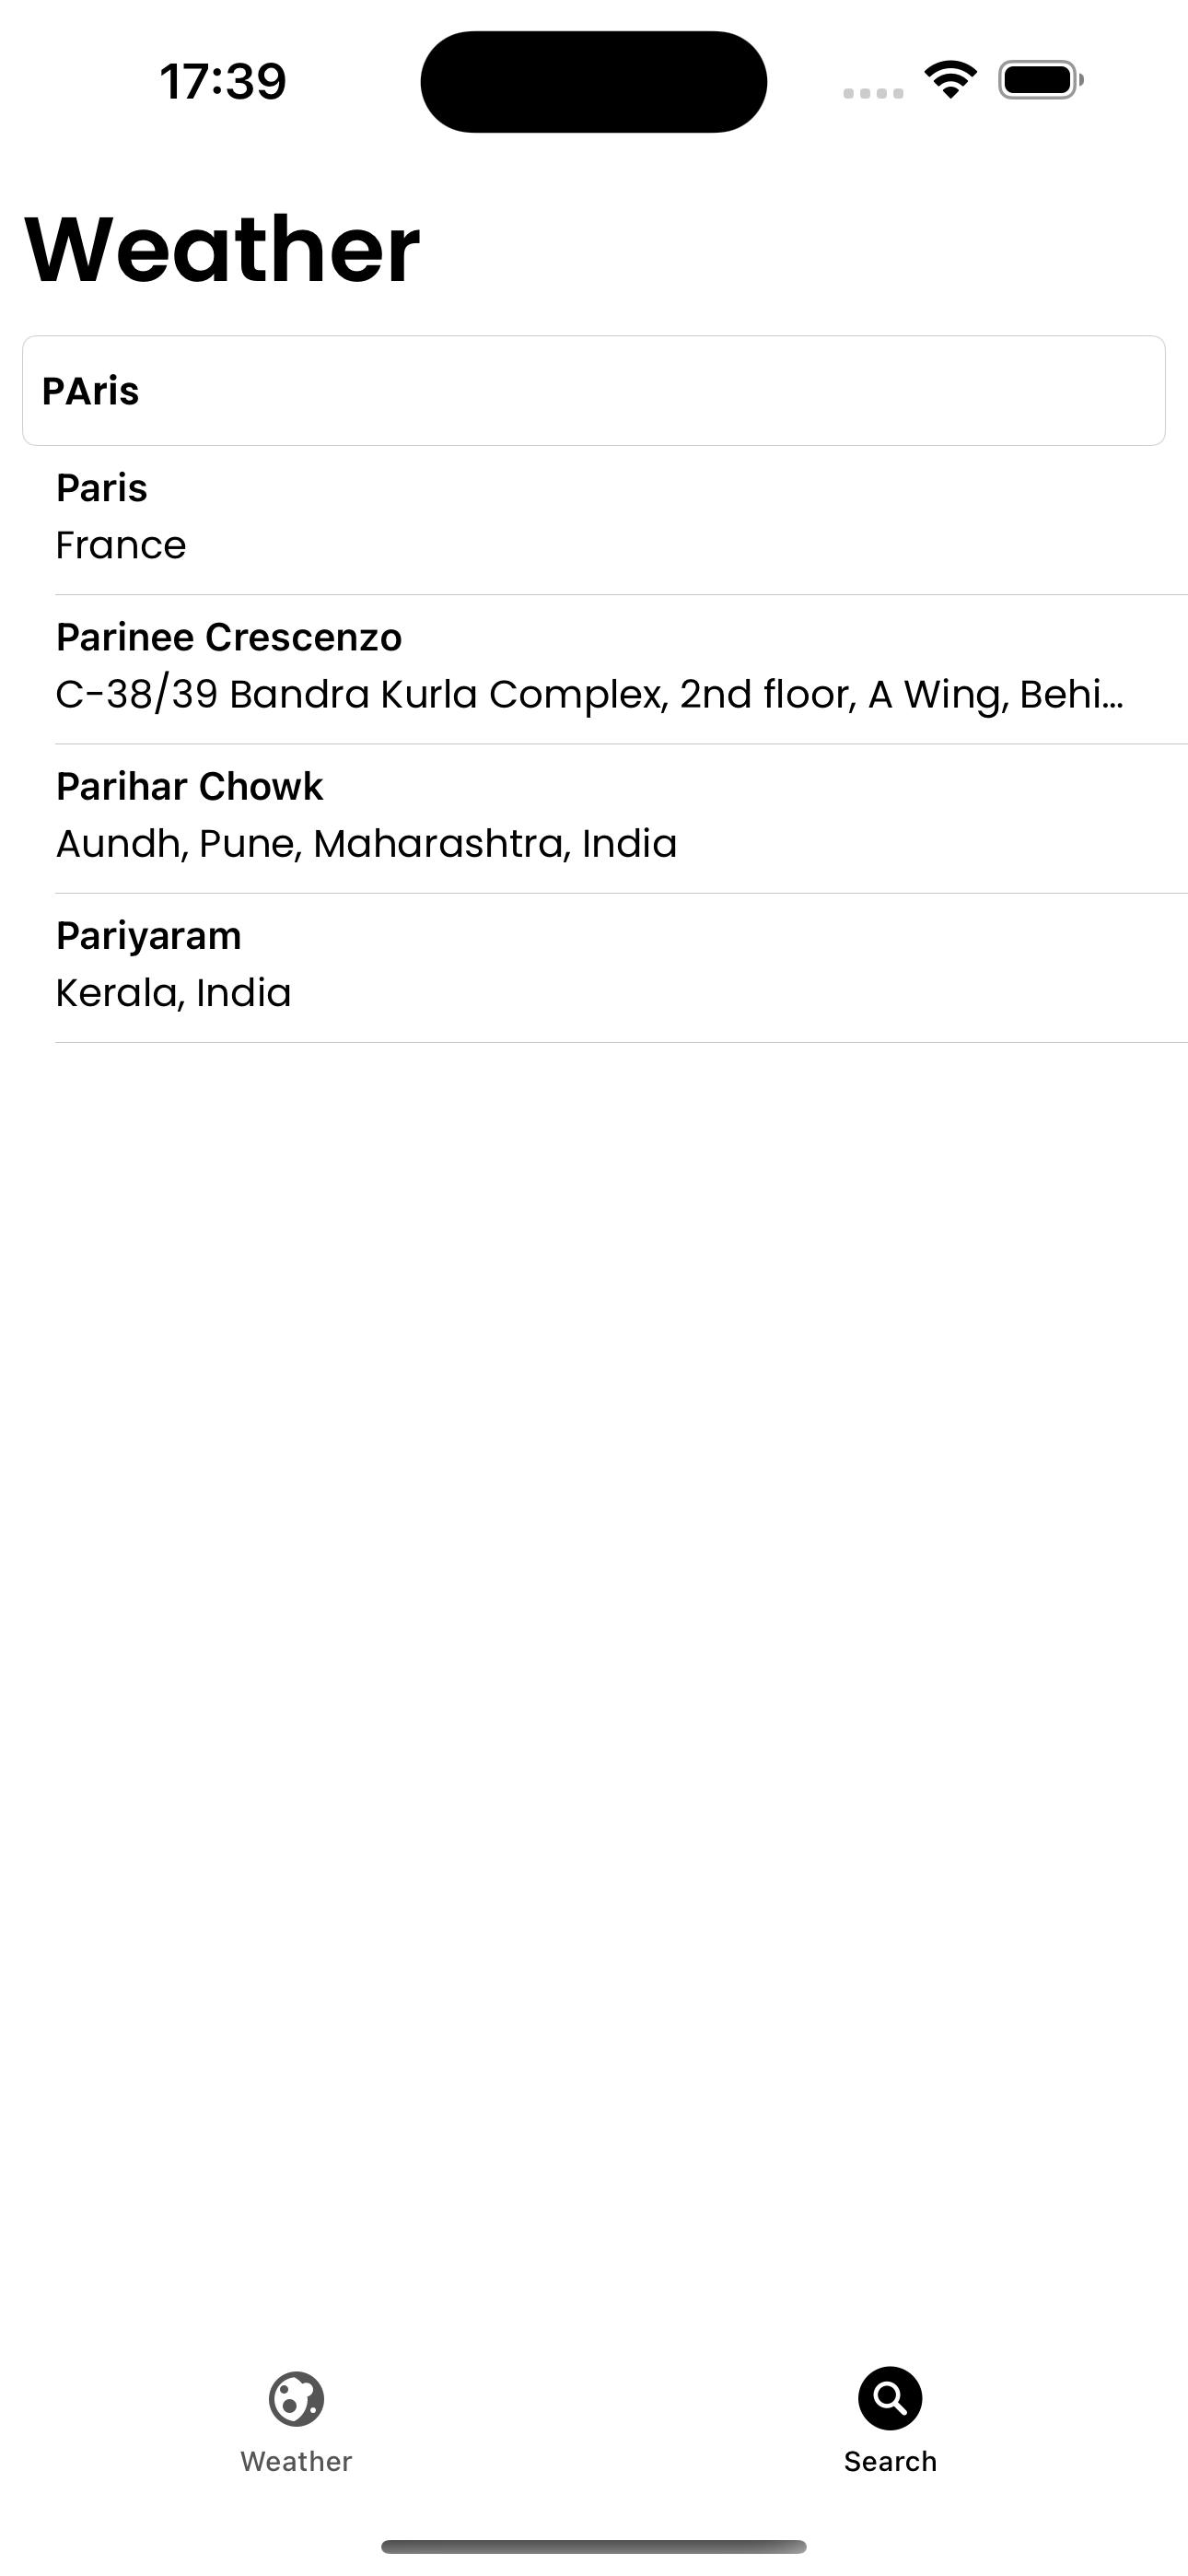 17:39
Weather
PAris
Paris
France
Parinee Crescenzo
C-38/39 Bandra Kurla Complex, 2nd floor, A Wing, Behi...
Parihar Chowk
Aundh, Pune, Maharashtra, India
Pariyaram
Kerala, India
Weather
Search